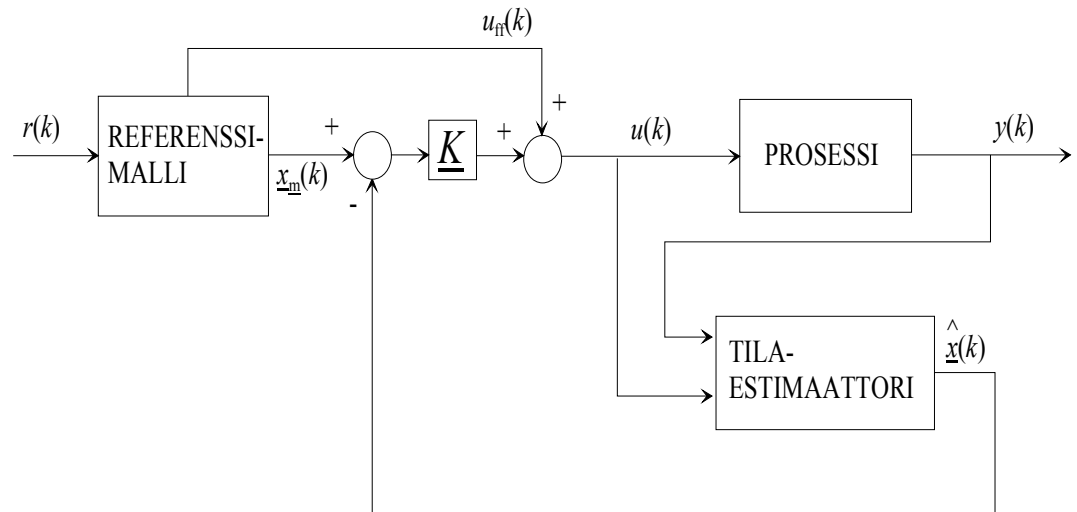 u_ff(k)
r(k)
REFERENSSI-
MALLI
+
x_m(k)
-
K
+
+
u(k)
PROSESSI
y(k)
TILA-
ESTIMAATTORI
^
x(k)